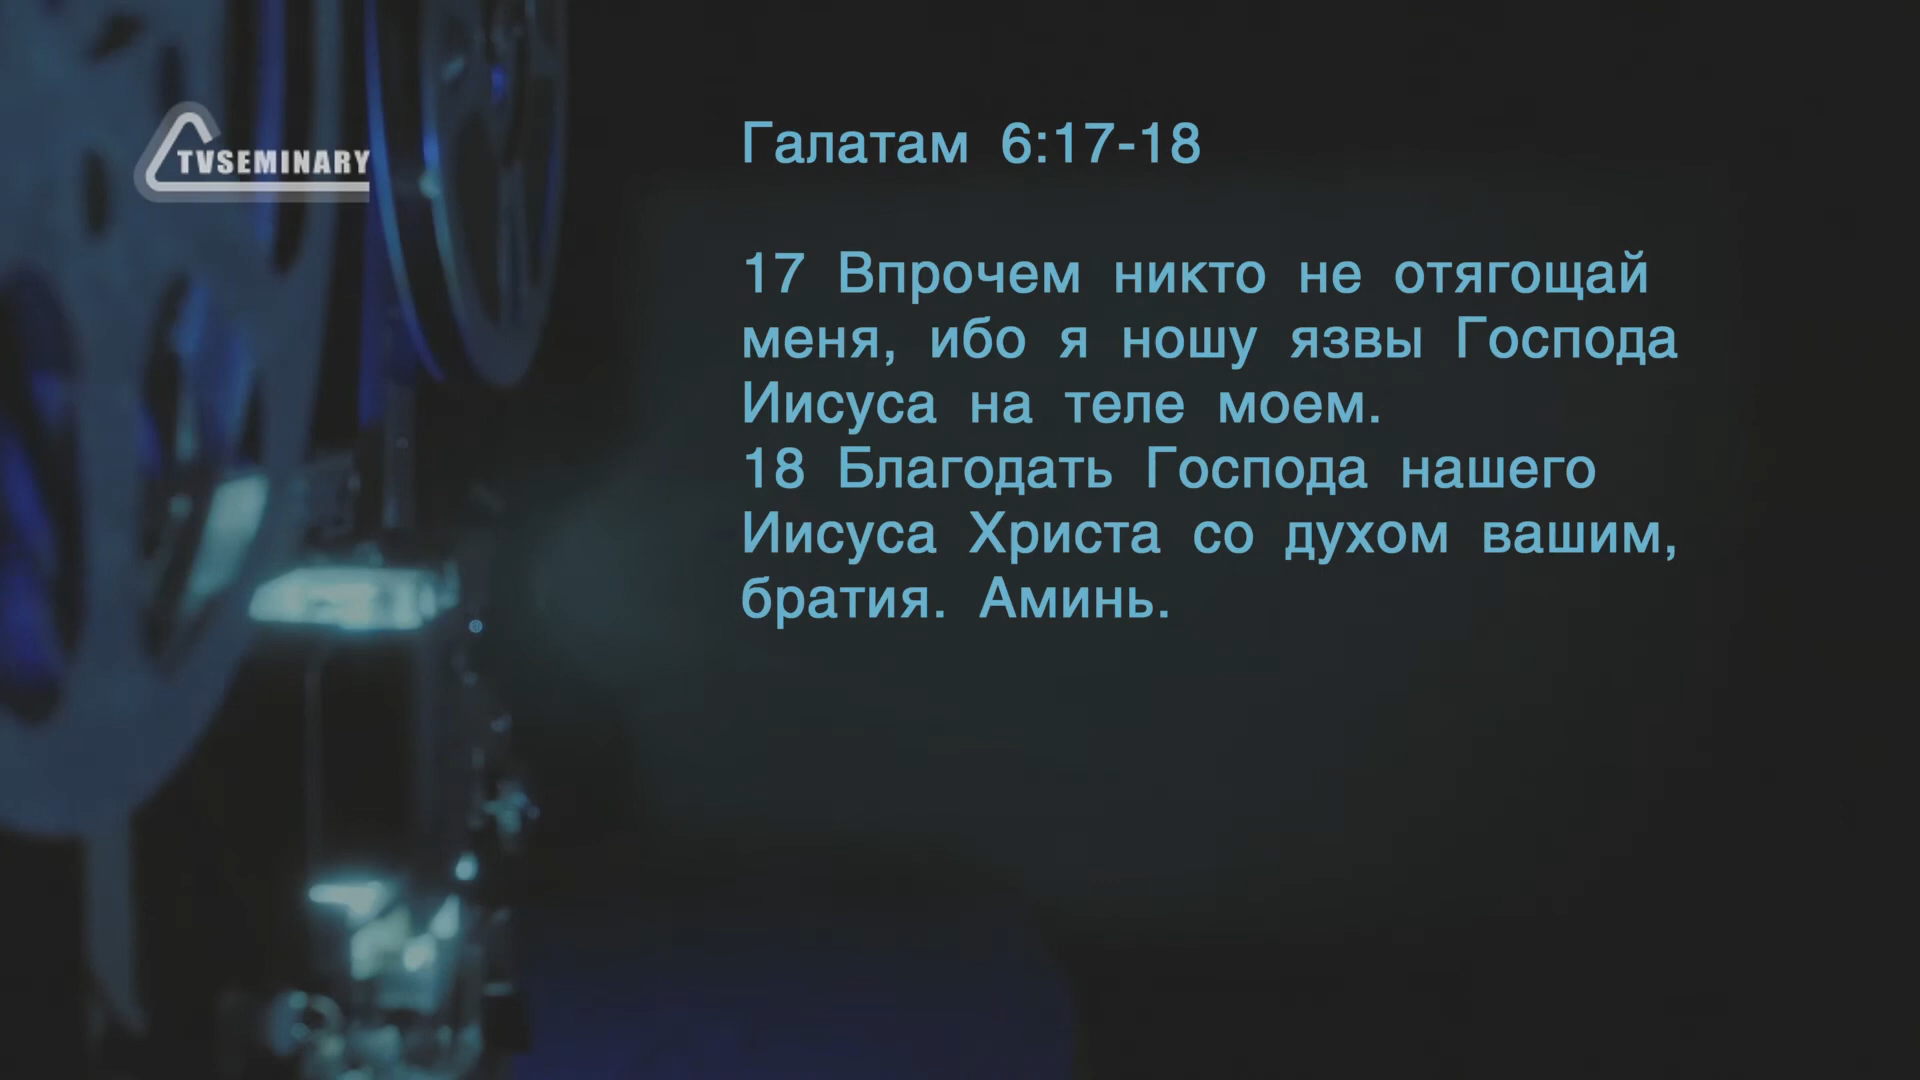 TVSEMINARY
Галатам 6:17-18
17 Впрочем никто не отягощай
меня, ибо я ношу язвы Господа
Иисуса на теле моем.
18 Благодать Господа нашего
Иисуса Христа со духом вашим,
братия. Аминь.